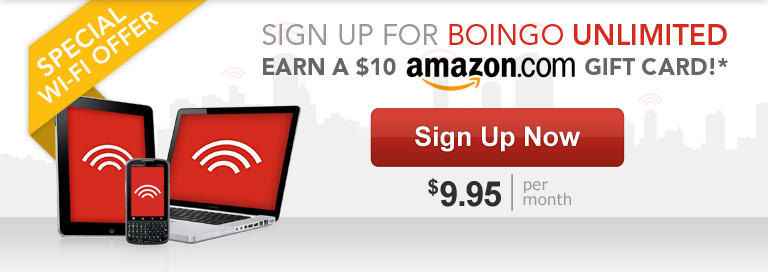 SPECIAL
WI-FI OFFER
SIGN UP FOR BOINGO UNLIMITED
EARN A $10 amazon.com GIFT CARD!*
Sign Up Now
$9.95 per
month